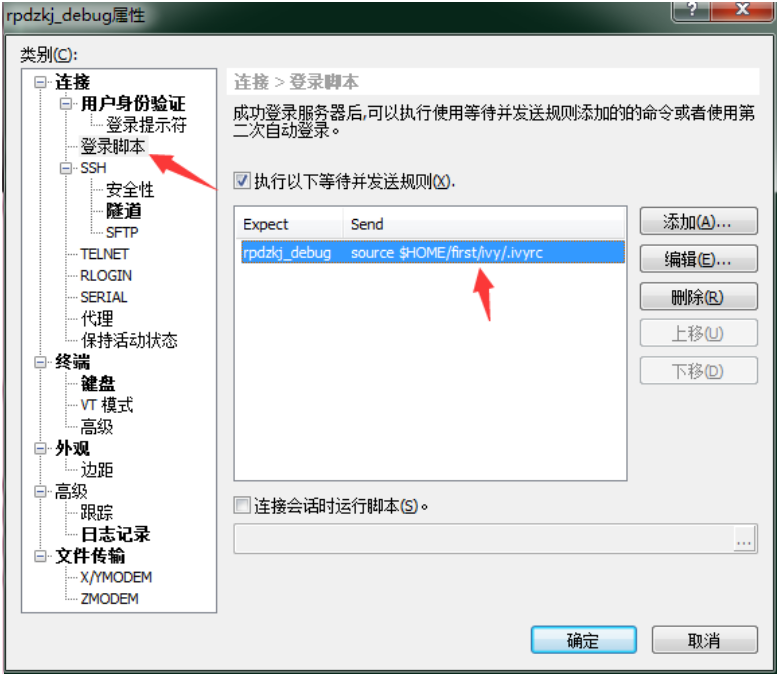 rpdzkj_debug属性
类别(C):
连接
用户身份验证
登录提示符
登录脚本
SSH
安全性
隧道
SFTP
TELNET
RLOGIN
SERIAL
代理
保持活动状态
终端
键盘
VT 模式
高级
外观
边距
高级
跟踪
日志记录
文件传输
X/YMODEM
ZMODEM
连接 > 登录脚本
成功登录服务器后,可以执行使用等待并发送规则添加的的命令或者使用第
二次自动登录。
执行以下等待并发送规则(X).
Expect Send
rpdzkj_debug source $HOME/first/ivy/.ivyrc
添加(A)...
编辑(E)...
删除(R)
上移(U)
下移(D)
连接会话时运行脚本(S)。
...
确定 取消